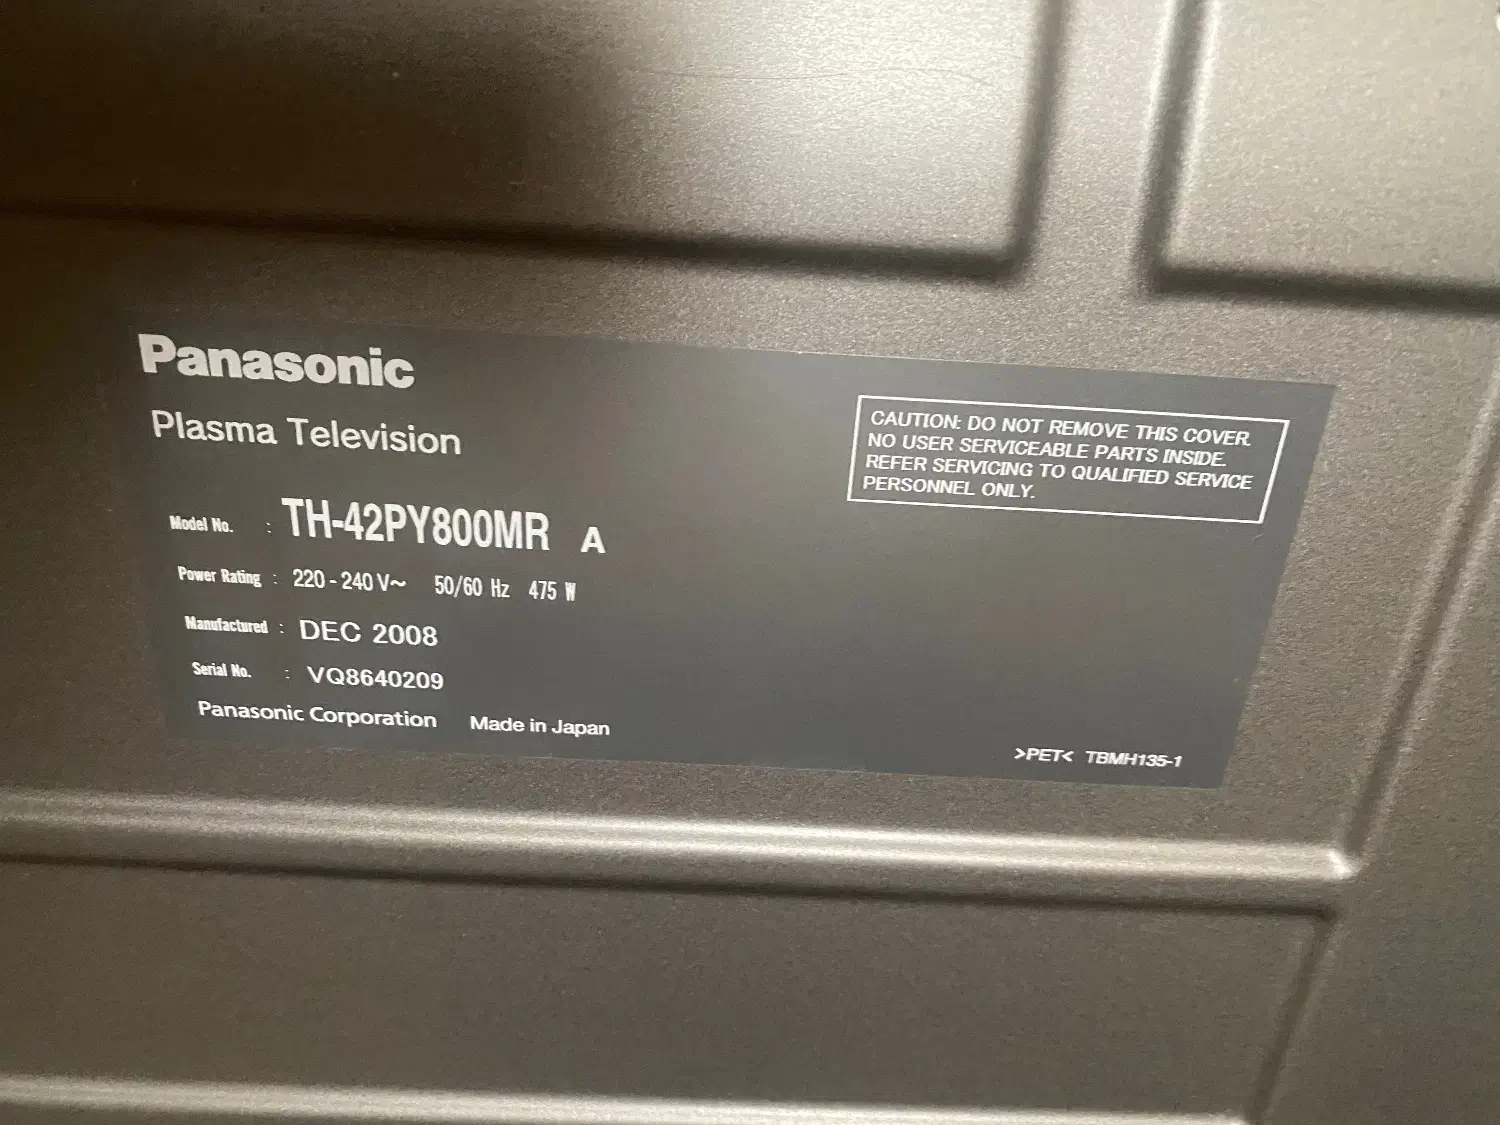 Panasonic
Plasma Television
CAUTION: DO NOT REMOVE THIS COVER.
NO USER SERVICEABLE PARTS INSIDE.
REFER SERVICING TO QUALIFIED SERVICE
PERSONNEL ONLY.
Model No. : TH-42PY800MR A
Power Rating : 220 - 240 V~ 50/60 Hz 475 W
Manufactured : DEC 2008
Serial No. : VQ8640209
Panasonic Corporation Made in Japan
>PET< TBMH135-1